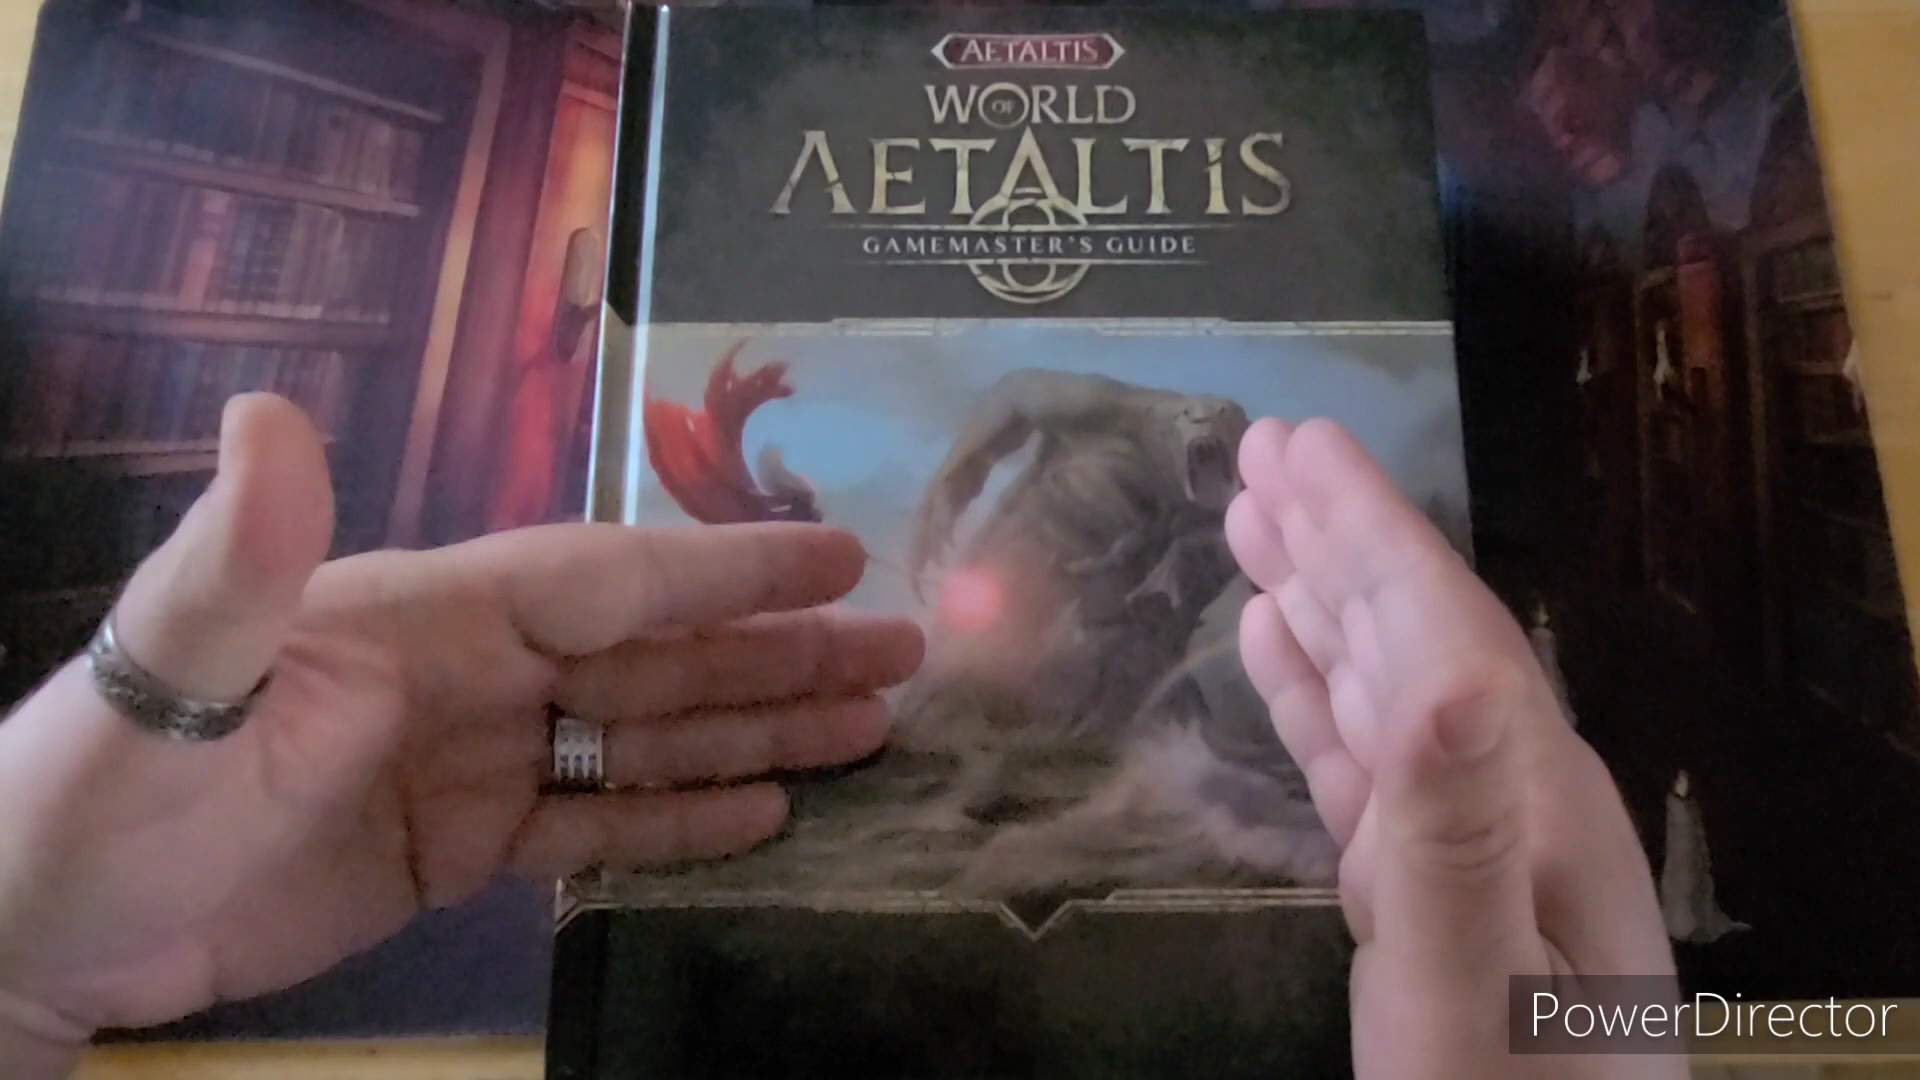 AETALTIS
WORLD OF
AETALTIS
GAMEMASTER'S GUIDE
PowerDirector